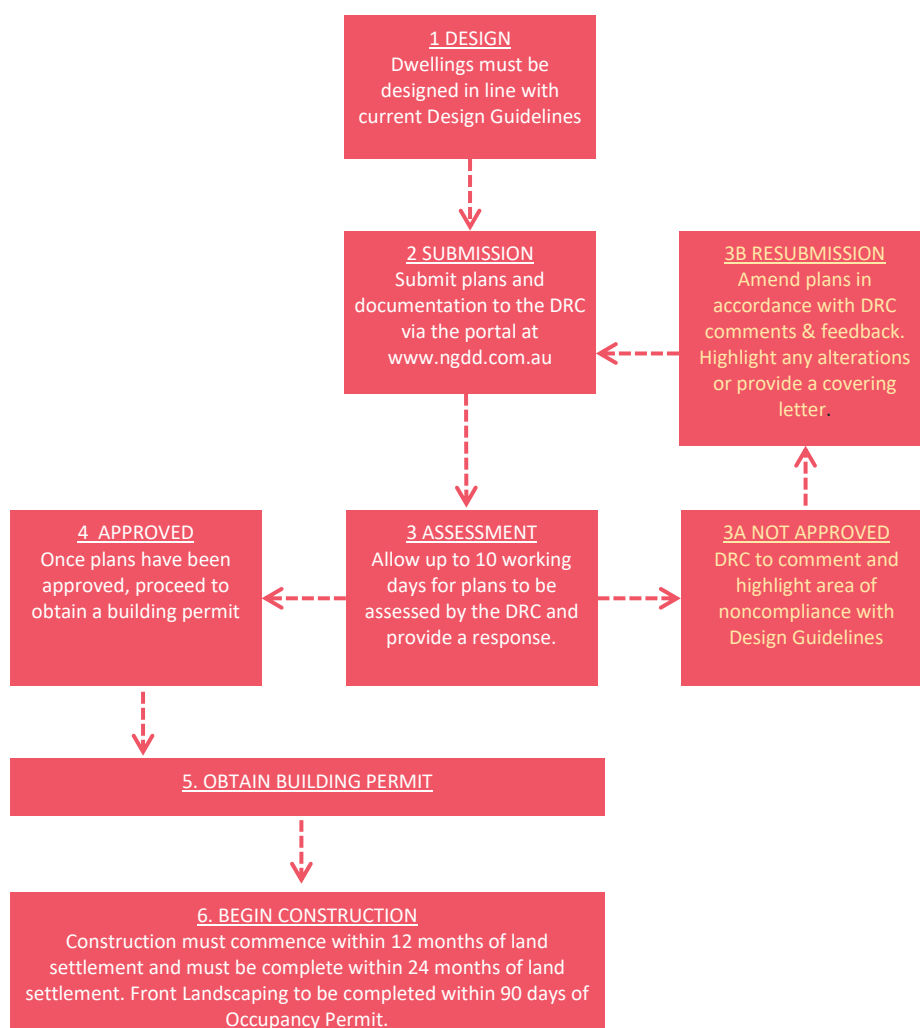 1 DESIGN
Dwellings must be
designed in line with
current Design Guidelines
2 SUBMISSION
Submit plans and
documentation to the DRC
via the portal at
www.ngdd.com.au
3B RESUBMISSION
Amend plans in
accordance with DRC
comments & feedback.
Highlight any alterations
or provide a covering
letter.
4 APPROVED
Once plans have been
approved, proceed to
obtain a building permit
3 ASSESSMENT
Allow up to 10 working
days for plans to be
assessed by the DRC and
provide a response.
3A NOT APPROVED
DRC to comment and
highlight area of
noncompliance with
Design Guidelines
5. OBTAIN BUILDING PERMIT
6. BEGIN CONSTRUCTION
Construction must commence within 12 months of land
settlement and must be complete within 24 months of land
settlement. Front Landscaping to be completed within 90 days of
Occupancy Permit.